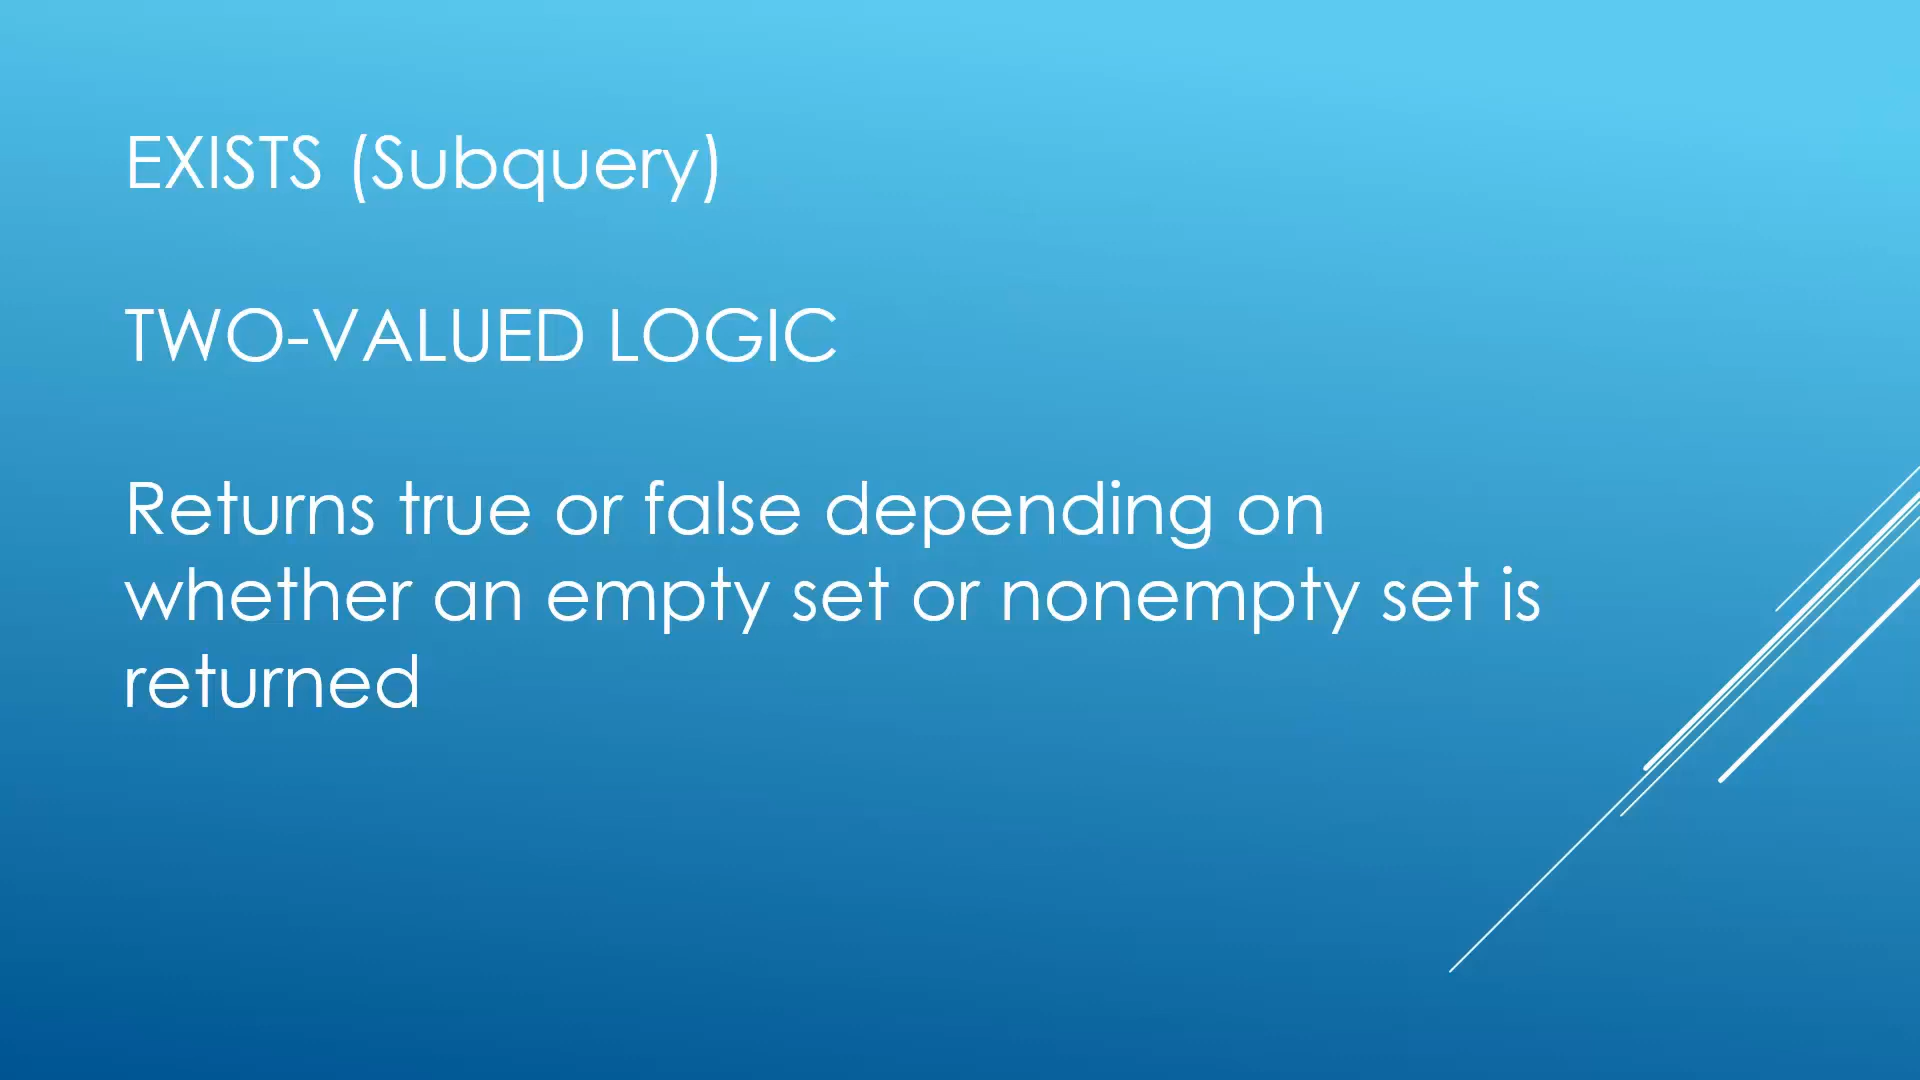 EXISTS (Subquery)
TWO-VALUED LOGIC
Returns true or false depending on
whether an empty set or nonempty set is
returned